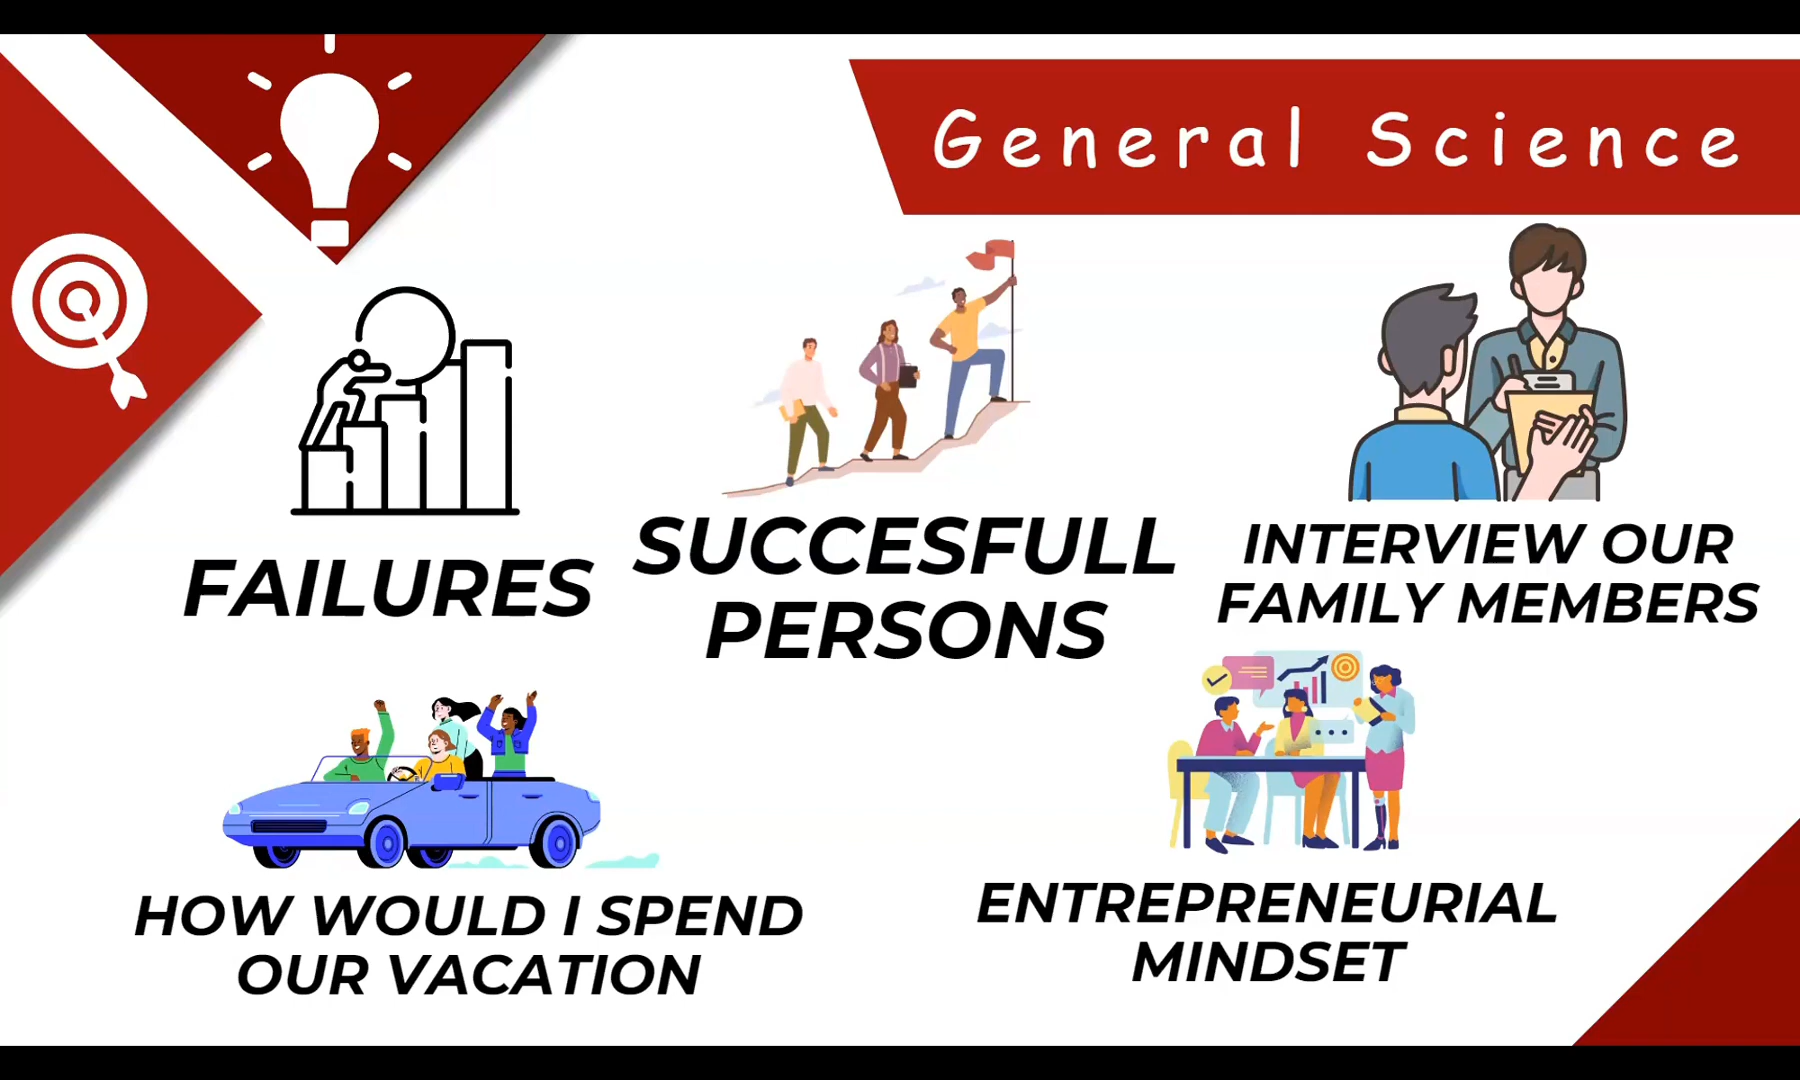 General Science
FAILURES
SUCCESFULL
PERSONS
INTERVIEW OUR
FAMILY MEMBERS
HOW WOULD I SPEND
OUR VACATION
ENTREPRENEURIAL
MINDSET